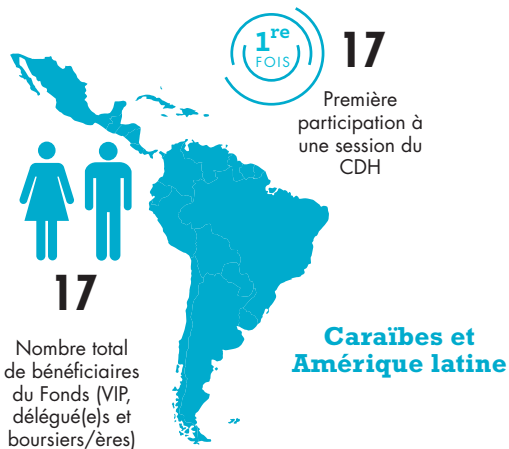 1re
FOIS
17
Première
participation à
une session du
CDH
17
Nombre total
de bénéficiaires
du Fonds (VIP,
délégué(e)s et
boursiers/ères)
Caraïbes et
Amérique latine